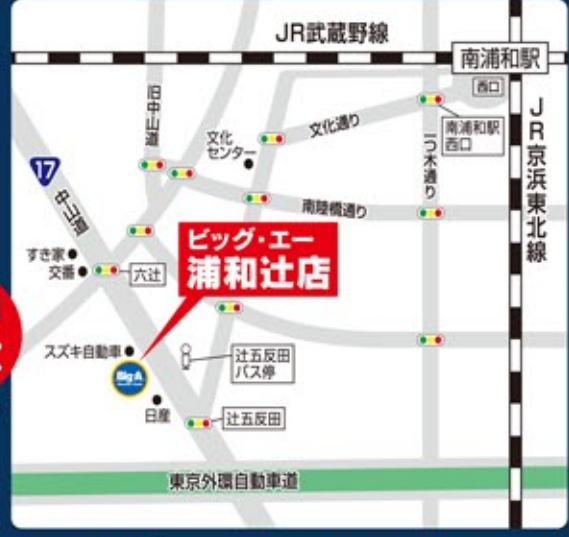 JR武蔵野線
南浦和駅
西口
JR京浜東北線
旧中山道
文化
センター
文化通り
南浦和駅
西口
一つ木通り
17
中山道
南陸橋通り
ビッグ・エー
浦和辻店
すき家
交番
六辻
スズキ自動車
Big-A
辻五反田
バス停
日産
辻五反田
東京外環自動車道